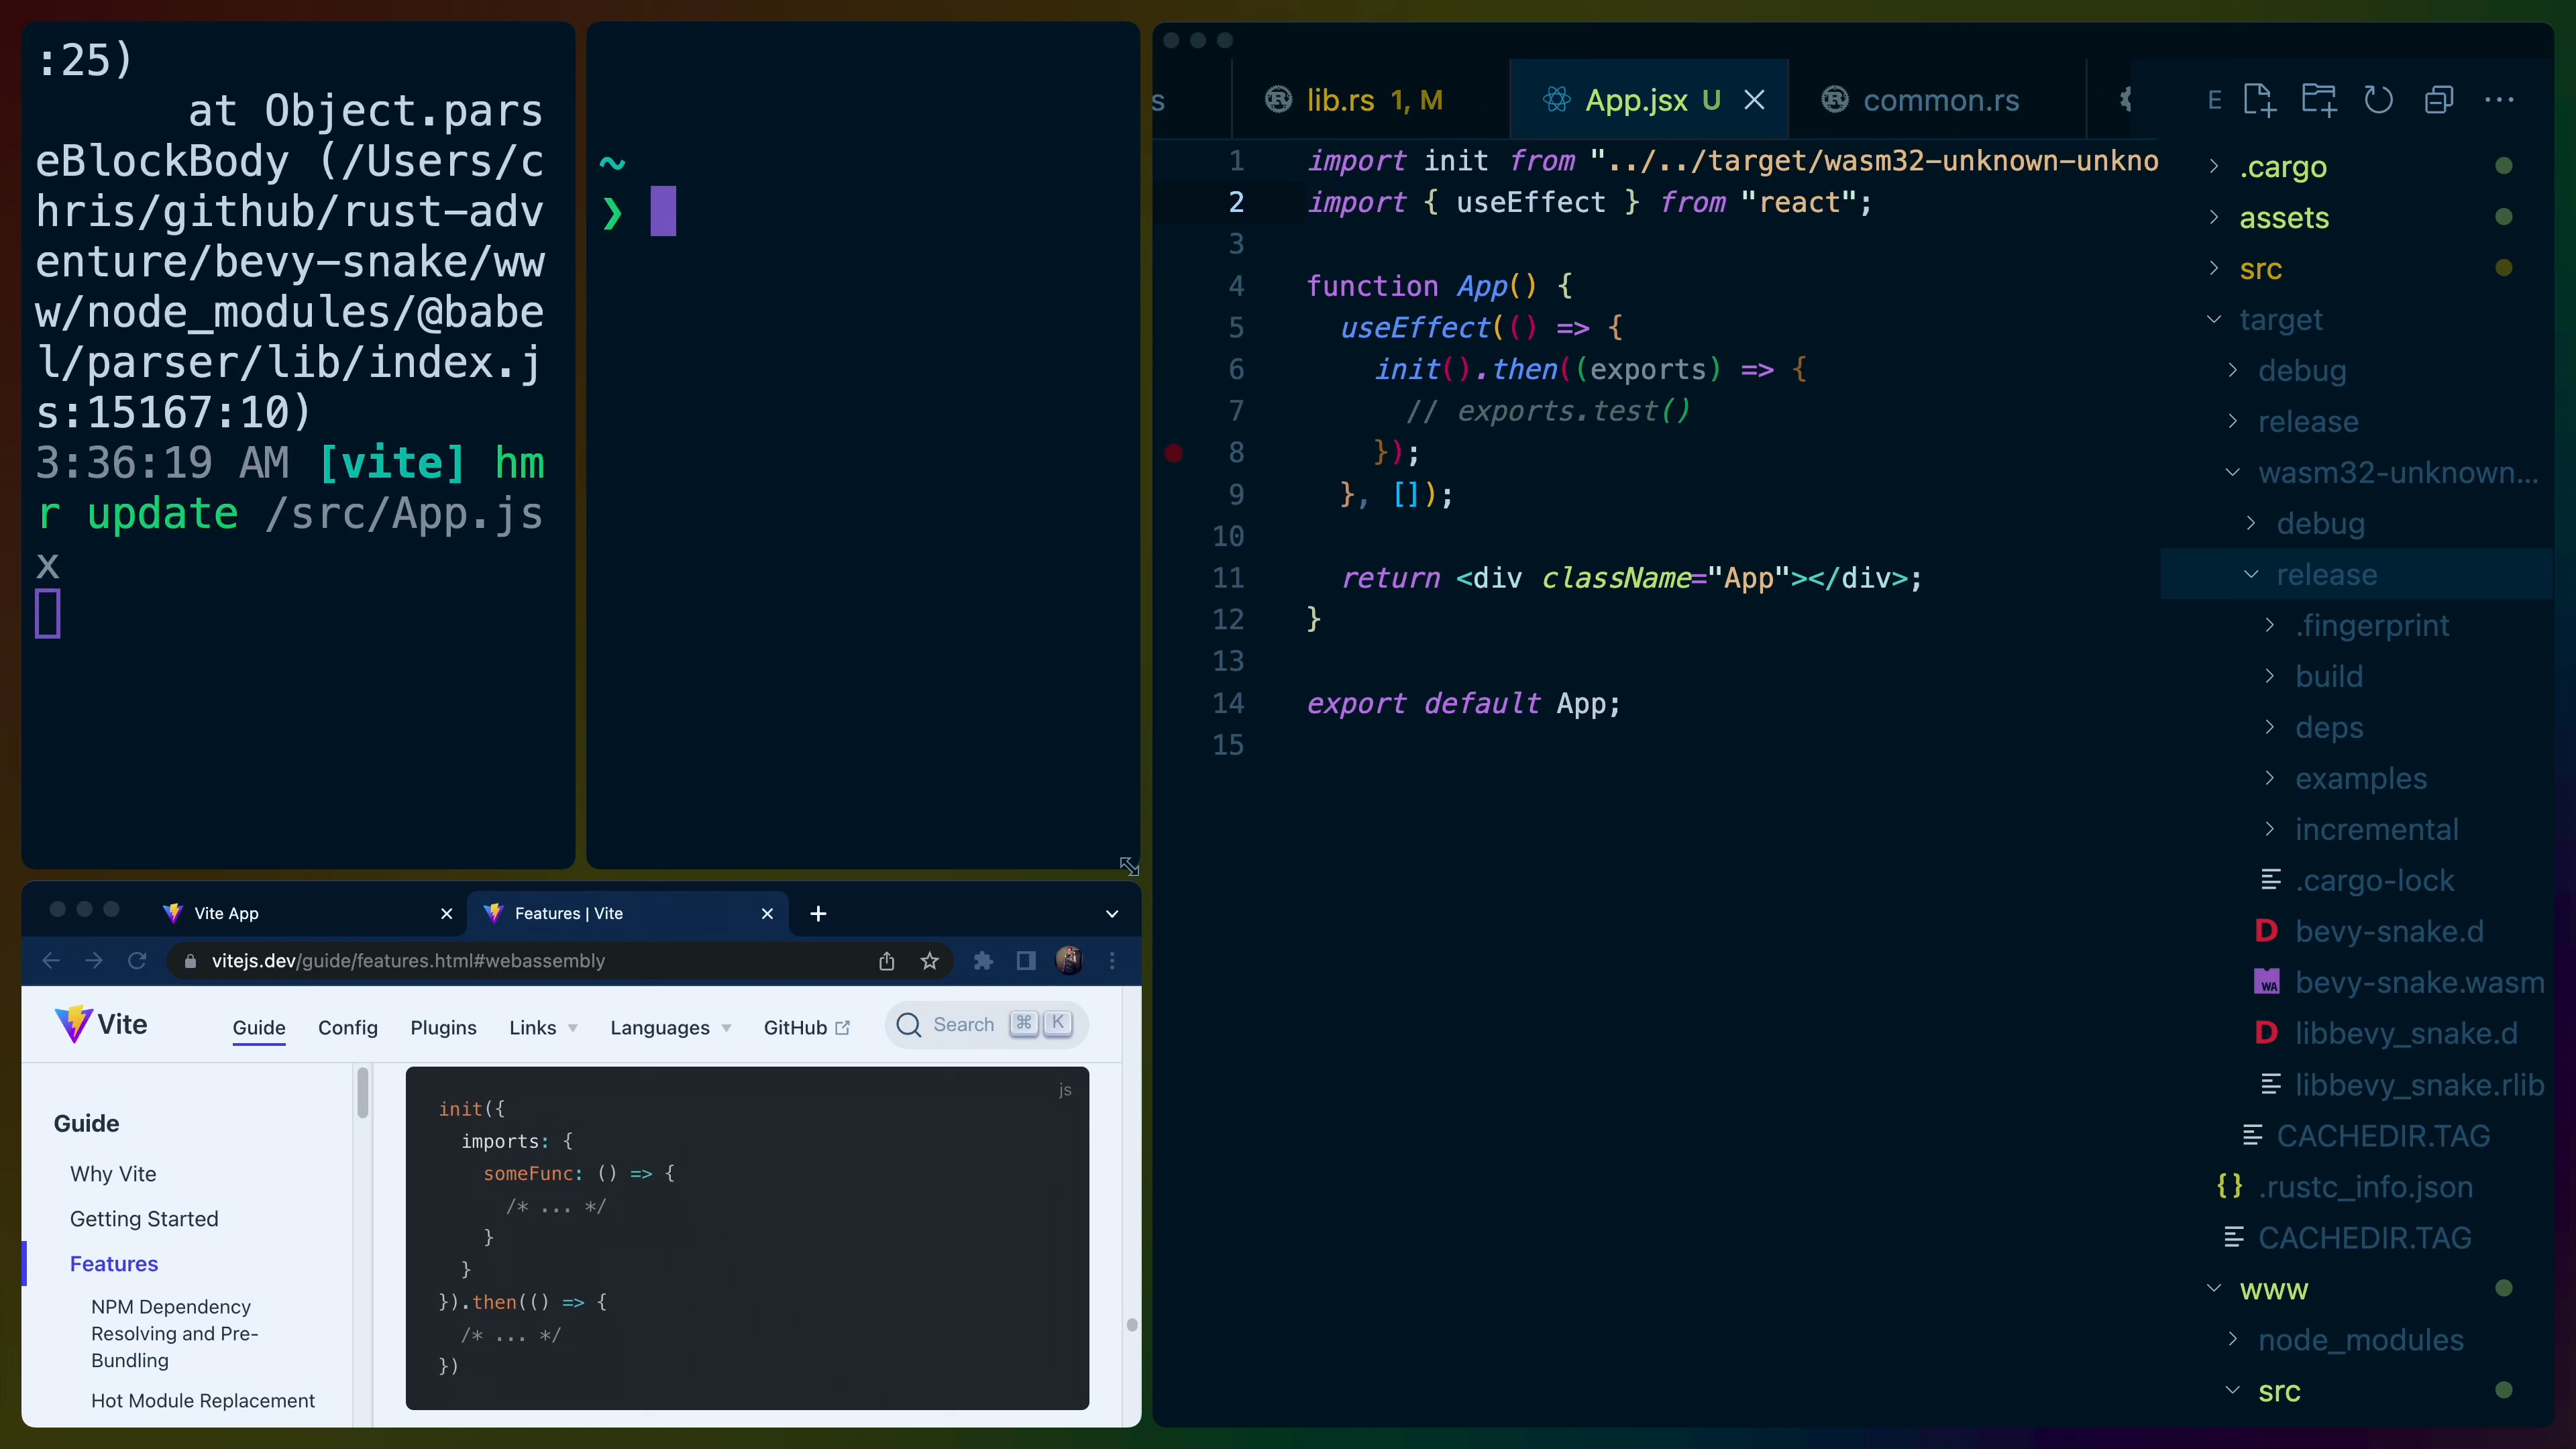 :25)
at Object.pars
eBlockBody (/Users/c
hris/github/rust-adv
enture/bevy-snake/ww
w/node_modules/@babe
l/parser/lib/index.j
s:15167:10)
3:36:19 AM [vite] hm
r update /src/App.js
x
~
❯
Vite App
Features | Vite
vitejs.dev/guide/features.html#webassembly
Vite
Guide
Config
Plugins
Links
Languages
GitHub
Search ⌘ K
Guide
Why Vite
Getting Started
Features
NPM Dependency
Resolving and Pre-
Bundling
Hot Module Replacement
js
init({
imports: {
someFunc: () => {
/* ... */
}
}
}).then(() => {
/* ... */
})
s
lib.rs 1, M
App.jsx U
common.rs
1 import init from "../../target/wasm32-unknown-unkno
2 import { useEffect } from "react";
3
4 function App() {
5 useEffect(() => {
6 init().then((exports) => {
7 // exports.test()
8 });
9 }, []);
10
11 return <div className="App"></div>;
12 }
13
14 export default App;
15
E
.cargo
assets
src
target
debug
release
wasm32-unknown...
debug
release
.fingerprint
build
deps
examples
incremental
.cargo-lock
D bevy-snake.d
WA bevy-snake.wasm
D libbevy_snake.d
libbevy_snake.rlib
CACHEDIR.TAG
{} .rustc_info.json
CACHEDIR.TAG
www
node_modules
src